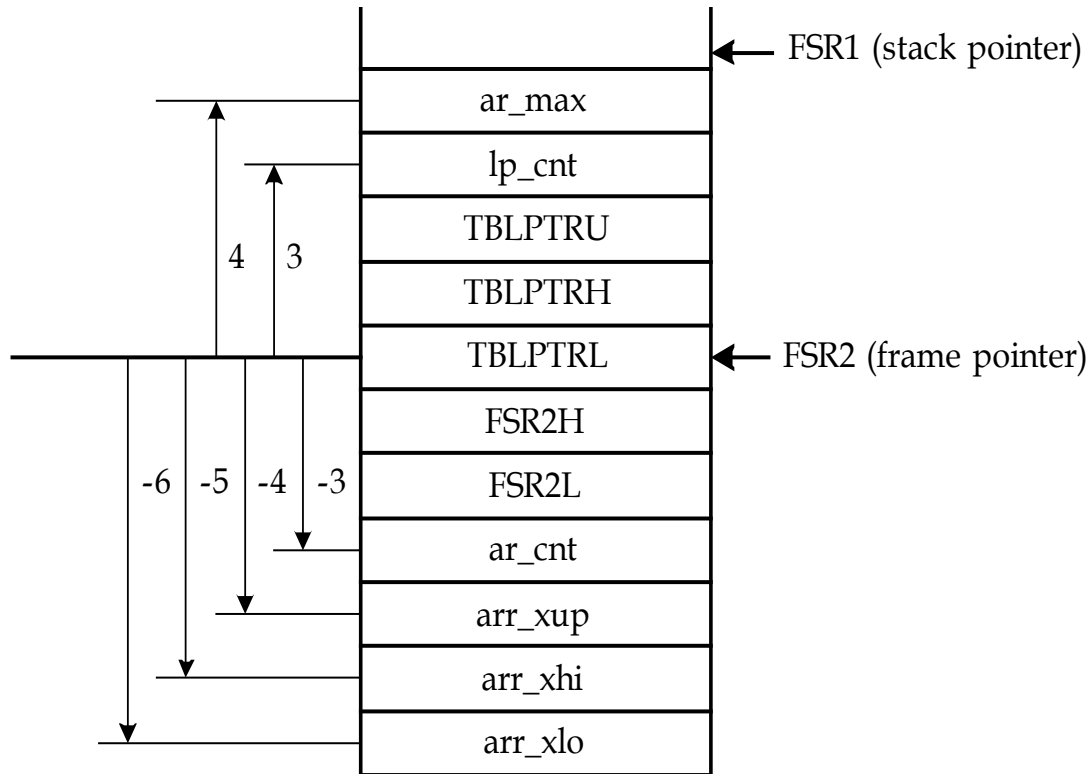 FSR1 (stack pointer)
ar_max
lp_cnt
TBLPTRU
4
3
TBLPTRH
TBLPTRL
FSR2 (frame pointer)
FSR2H
-6
-5
-4
-3
FSR2L
ar_cnt
arr_xup
arr_xhi
arr_xlo